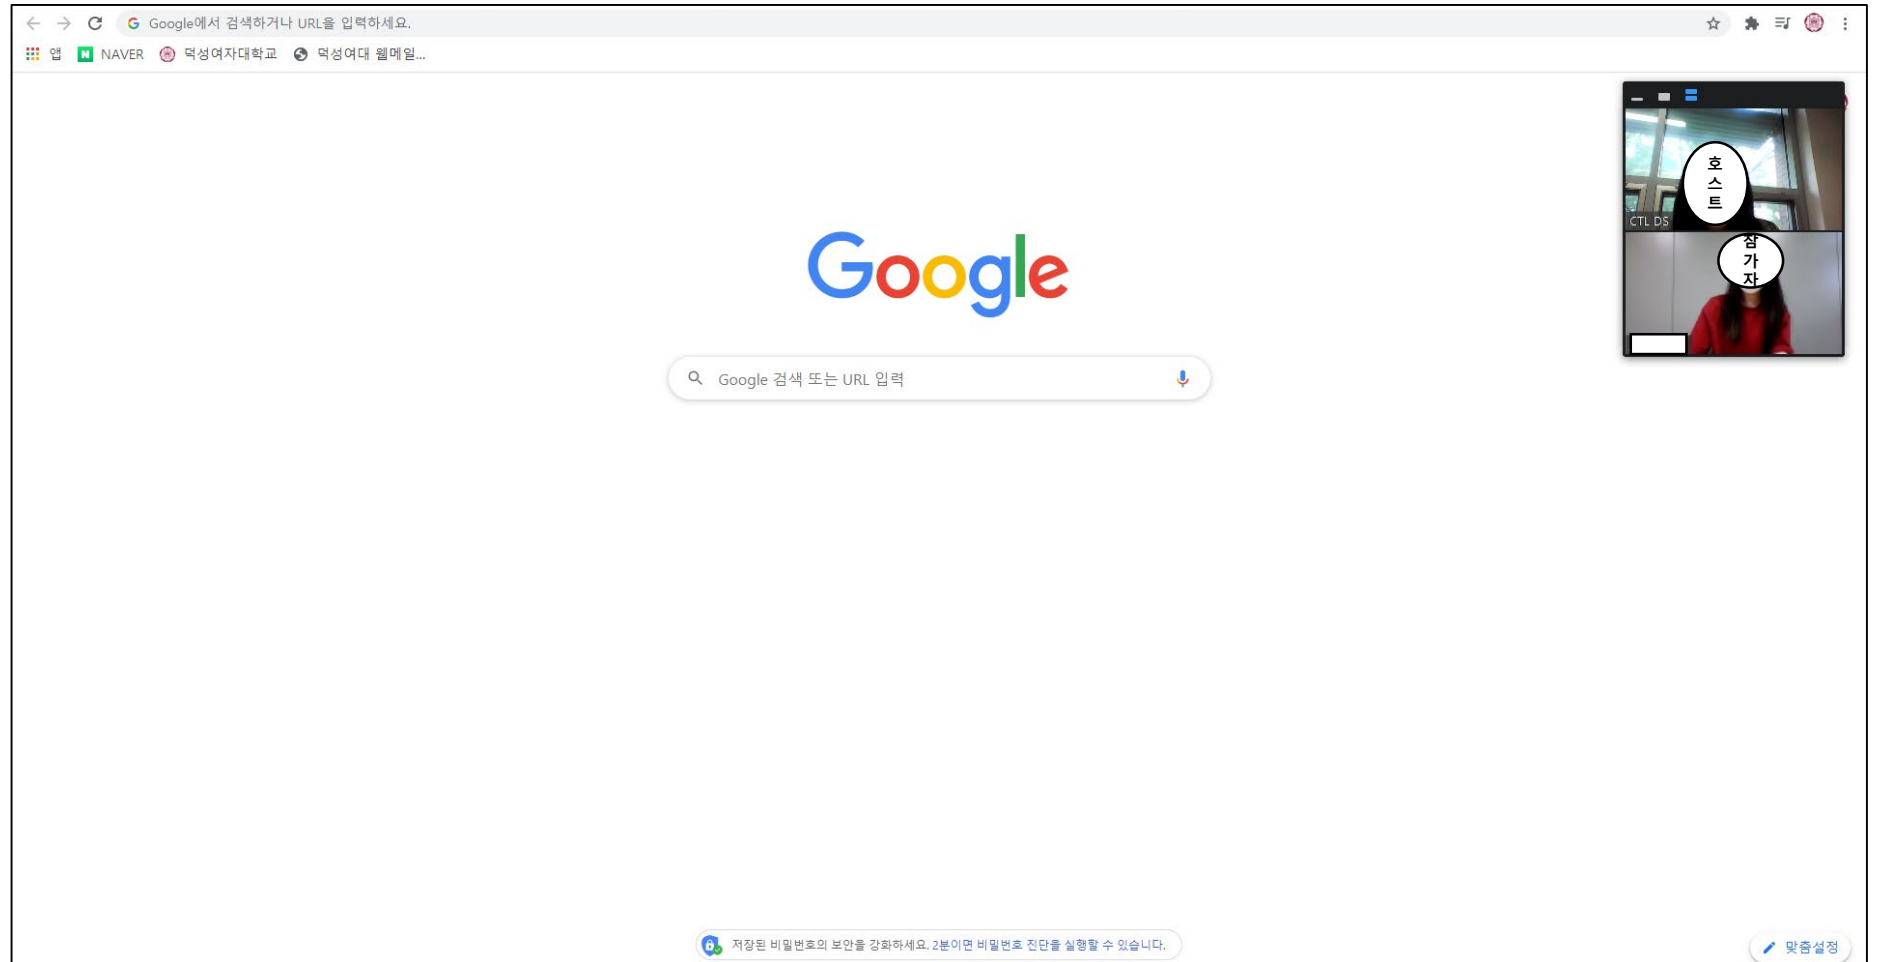 Google에서 검색하거나 URL을 입력하세요.
앱 NAVER 덕성여자대학교 덕성여대 웹메일...
호스트
CTL DS
참가자
Google
Google 검색 또는 URL 입력
저장된 비밀번호의 보안을 강화하세요. 2분이면 비밀번호 진단을 실행할 수 있습니다.
맞춤설정